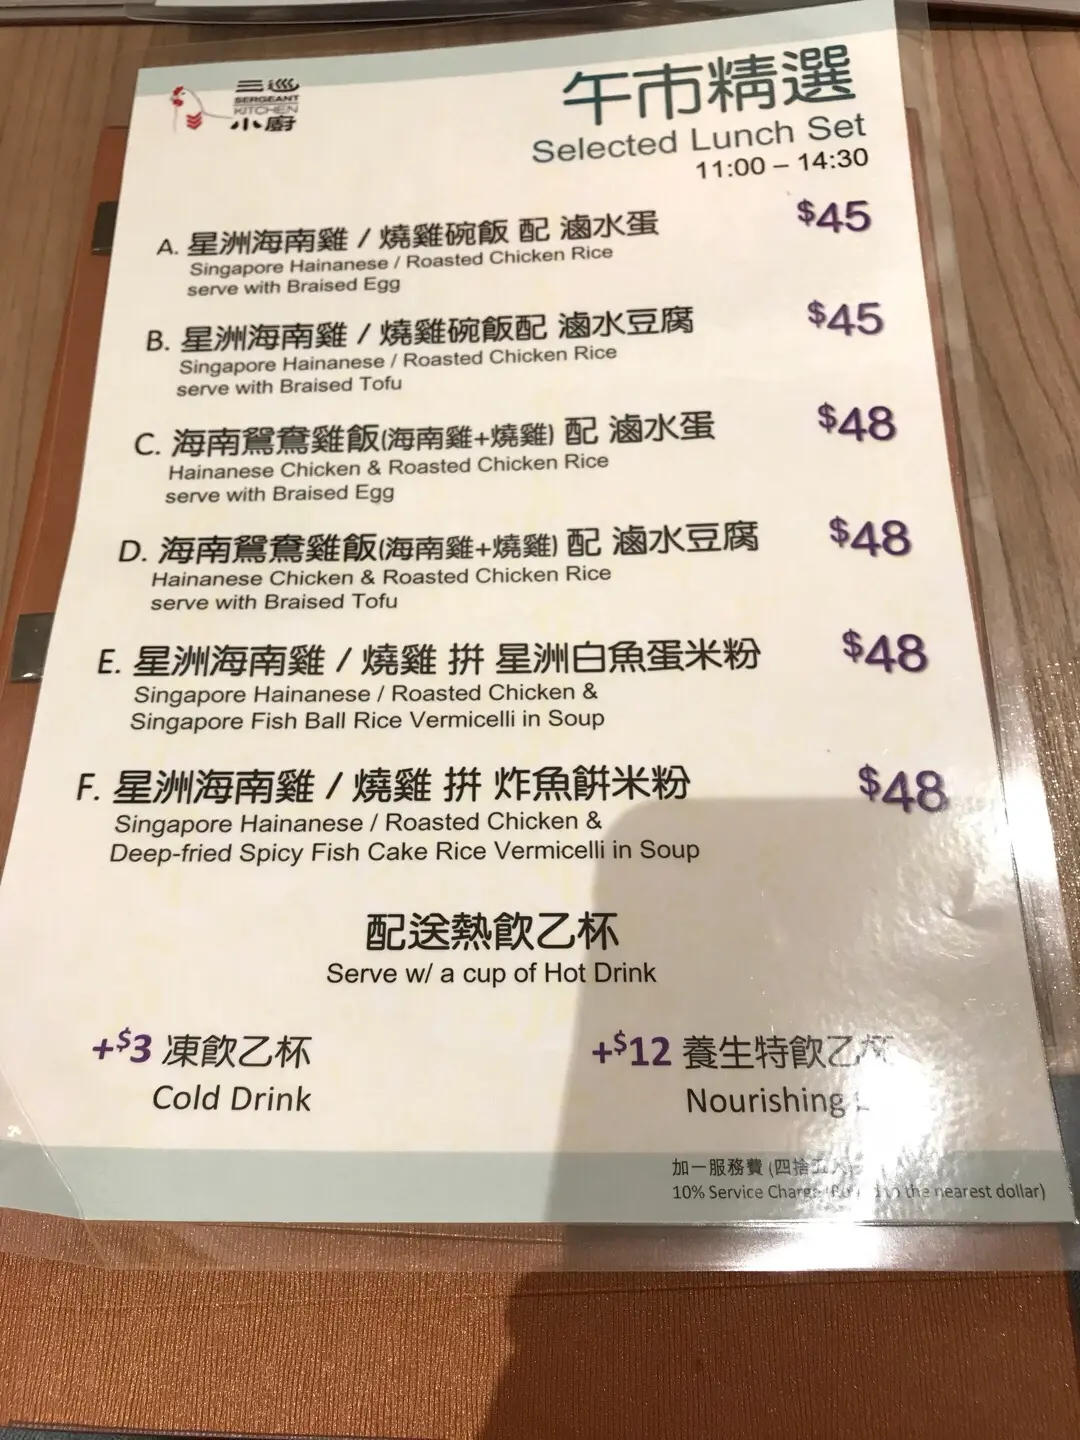 三巡
SERGEANT
KITCHEN
小廚
午市精選
Selected Lunch Set
11:00 – 14:30
A. 星洲海南雞 / 燒雞碗飯 配 滷水蛋 $45
Singapore Hainanese / Roasted Chicken Rice
serve with Braised Egg
B. 星洲海南雞 / 燒雞碗飯配 滷水豆腐 $45
Singapore Hainanese / Roasted Chicken Rice
serve with Braised Tofu
C. 海南鴛鴦雞飯(海南雞+燒雞) 配 滷水蛋 $48
Hainanese Chicken & Roasted Chicken Rice
serve with Braised Egg
D. 海南鴛鴦雞飯(海南雞+燒雞) 配 滷水豆腐 $48
Hainanese Chicken & Roasted Chicken Rice
serve with Braised Tofu
E. 星洲海南雞 / 燒雞 拼 星洲白魚蛋米粉 $48
Singapore Hainanese / Roasted Chicken &
Singapore Fish Ball Rice Vermicelli in Soup
F. 星洲海南雞 / 燒雞 拼 炸魚餅米粉 $48
Singapore Hainanese / Roasted Chicken &
Deep-fried Spicy Fish Cake Rice Vermicelli in Soup
配送熱飲乙杯
Serve w/ a cup of Hot Drink
+$3 凍飲乙杯
Cold Drink
+$12 養生特飲乙杯
Nourishing
加一服務費 (四捨五入)
10% Service Charge to the nearest dollar)